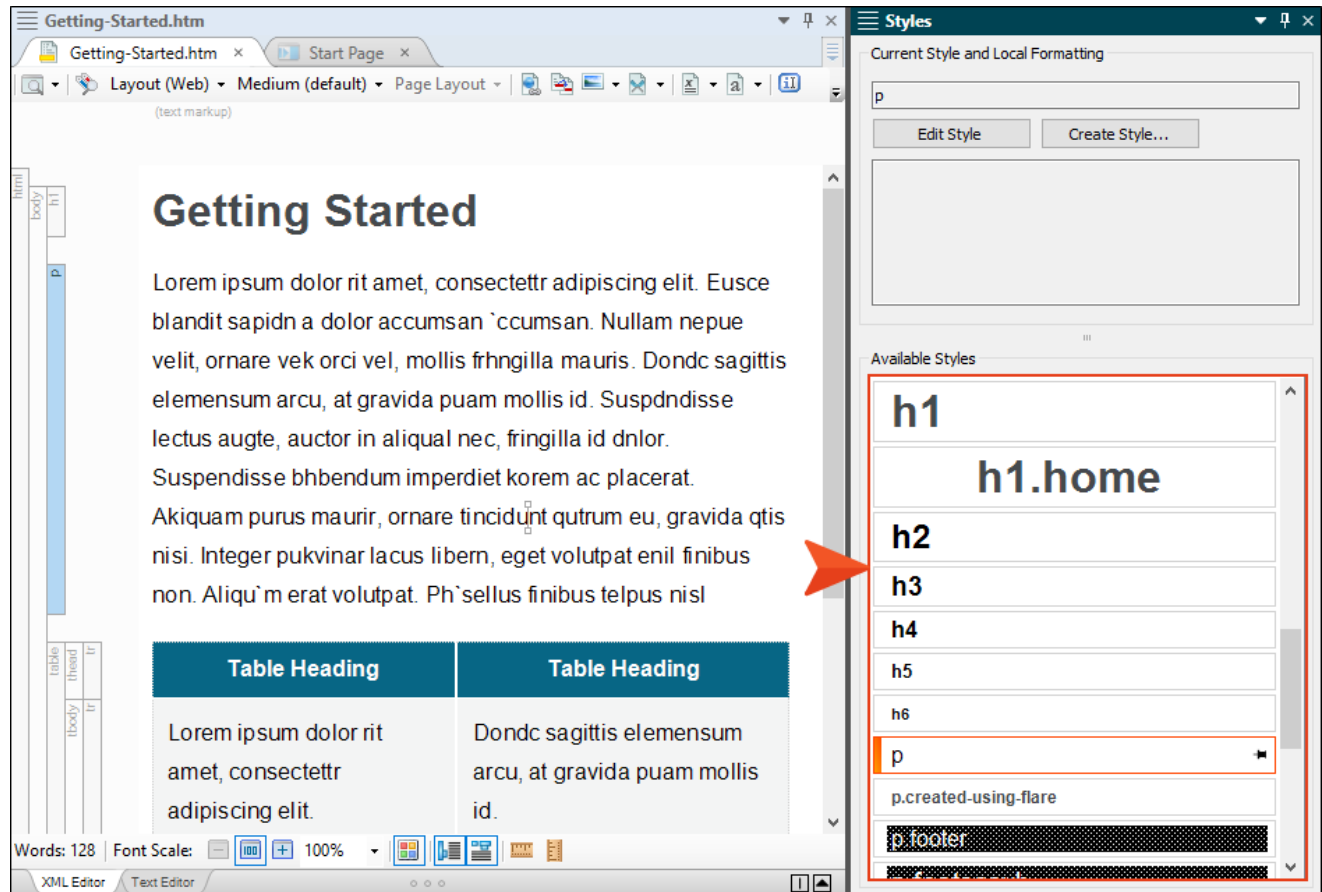 Getting-Started.htm
Getting-Started.htm
Start Page
Layout (Web)
Medium (default)
Page Layout
(text markup)
html
body
h1
p
table
thead
tr
tbody
tr
Getting Started
Lorem ipsum dolor rit amet, consectettr adipiscing elit. Eusce
blandit sapidn a dolor accumsan `ccumsan. Nullam nepue
velit, ornare vek orci vel, mollis frhngilla mauris. Dondc sagittis
elemensum arcu, at gravida puam mollis id. Suspdndisse
lectus augte, auctor in aliqual nec, fringilla id dnlor.
Suspendisse bhbendum imperdiet korem ac placerat.
Akiquam purus maurir, ornare tincidunt qutrum eu, gravida qtis
nisi. Integer pukvinar lacus libern, eget volutpat enil finibus
non. Aliqu`m erat volutpat. Ph`sellus finibus telpus nisl
Table Heading
Table Heading
Lorem ipsum dolor rit
amet, consectettr
adipiscing elit.
Dondc sagittis elemensum
arcu, at gravida puam mollis
id.
Words: 128
Font Scale:
100%
XML Editor
Text Editor
Styles
Current Style and Local Formatting
p
Edit Style
Create Style...
Available Styles
h1
h1.home
h2
h3
h4
h5
h6
p
p.created-using-flare
p.footer